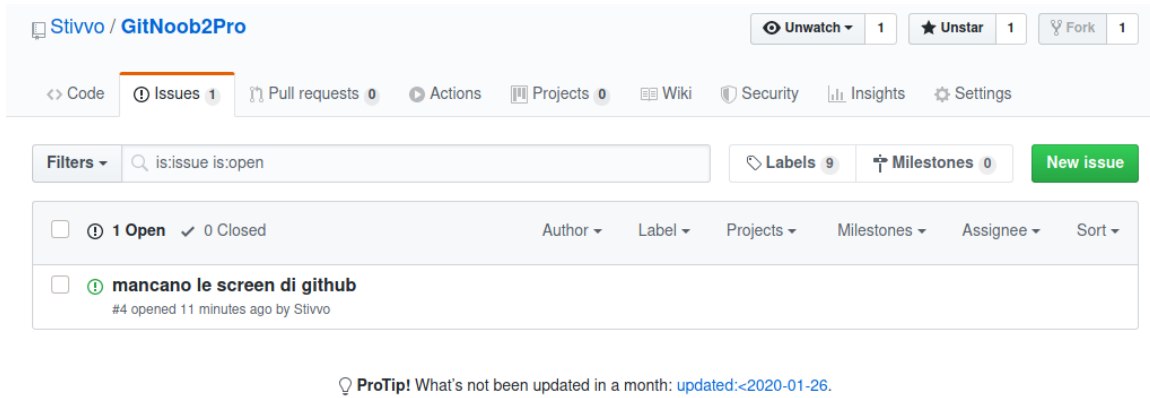 Stivvo / GitNoob2Pro Unwatch 1 Unstar 1 Fork 1
Code Issues 1 Pull requests 0 Actions Projects 0 Wiki Security Insights Settings
Filters is:issue is:open Labels 9 Milestones 0 New issue
1 Open 0 Closed Author Label Projects Milestones Assignee Sort
mancano le screen di github
#4 opened 11 minutes ago by Stivvo
ProTip! What's not been updated in a month: updated:<2020-01-26.